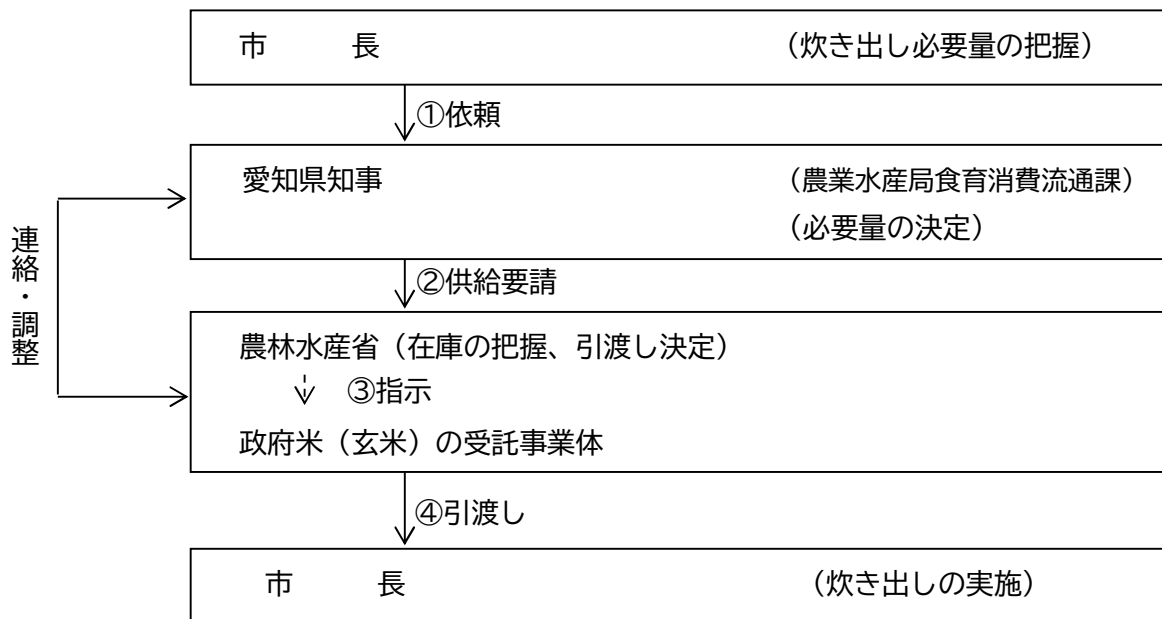 市　　　長　　　　　　　　　　　　　　（炊き出し必要量の把握）
①依頼
愛知県知事　　　　　　　　　　　　　　（農業水産局食育消費流通課）
（必要量の決定）
連絡・調整
②供給要請
農林水産省（在庫の把握、引渡し決定）
③指示
政府米（玄米）の受託事業体
④引渡し
市　　　長　　　　　　　　　　　　　　（炊き出しの実施）